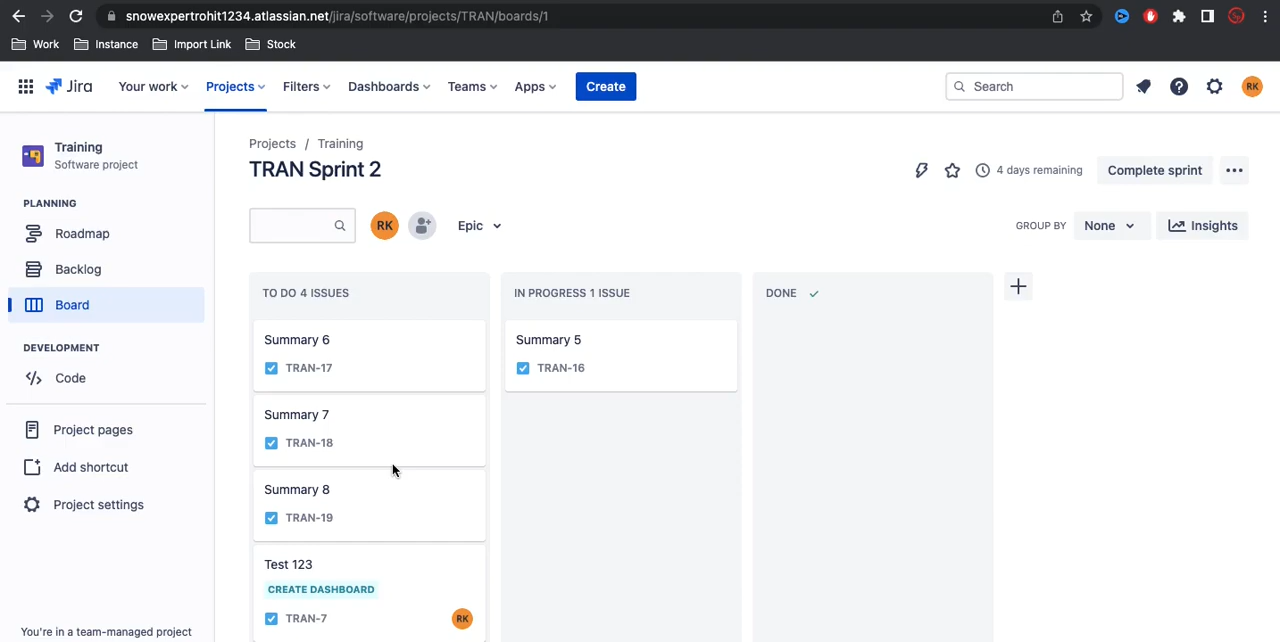 snowexpertrohit1234.atlassian.net/jira/software/projects/TRAN/boards/1
Work Instance Import Link Stock
Jira Your work Projects Filters Dashboards Teams Apps Create Search RK
Training
Software project
PLANNING
Roadmap
Backlog
Board
DEVELOPMENT
Code
Project pages
Add shortcut
Project settings
You're in a team-managed project
Projects / Training
TRAN Sprint 2
4 days remaining Complete sprint
RK Epic GROUP BY None Insights
TO DO 4 ISSUES
Summary 6
TRAN-17
Summary 7
TRAN-18
Summary 8
TRAN-19
Test 123
CREATE DASHBOARD
TRAN-7 RK
IN PROGRESS 1 ISSUE
Summary 5
TRAN-16
DONE